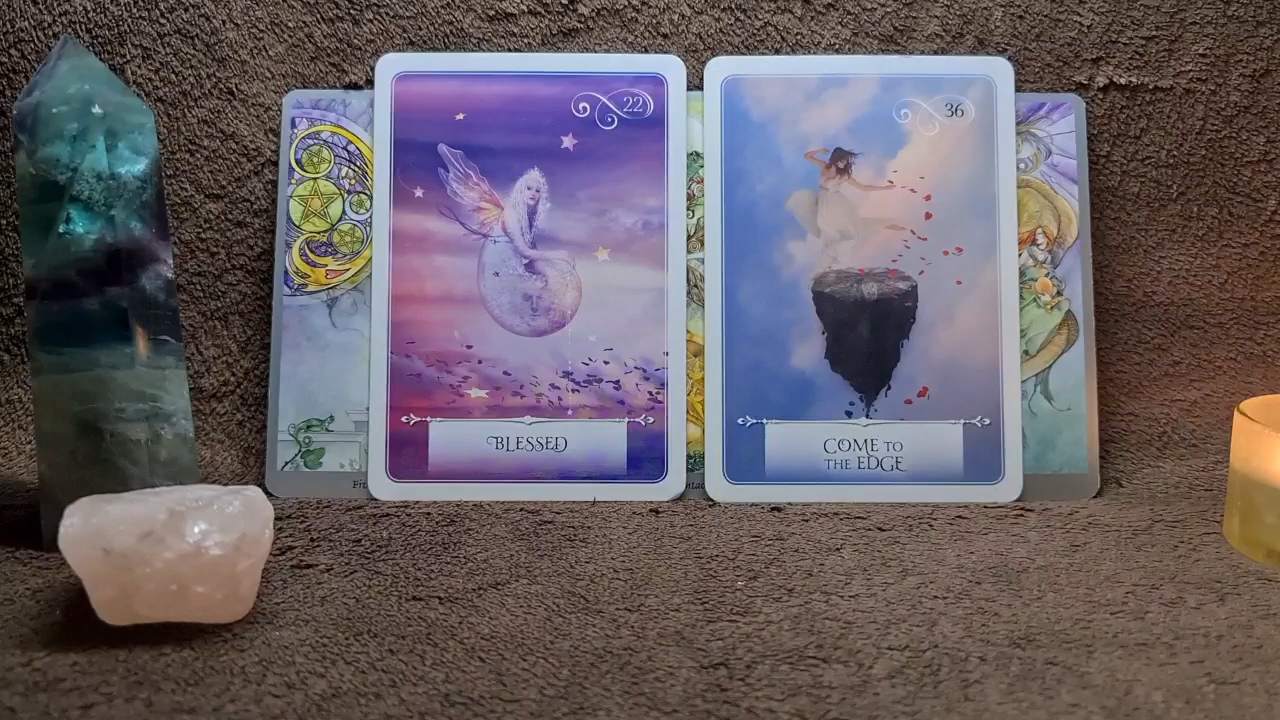 22
BLESSED
36
COME TO
THE EDGE